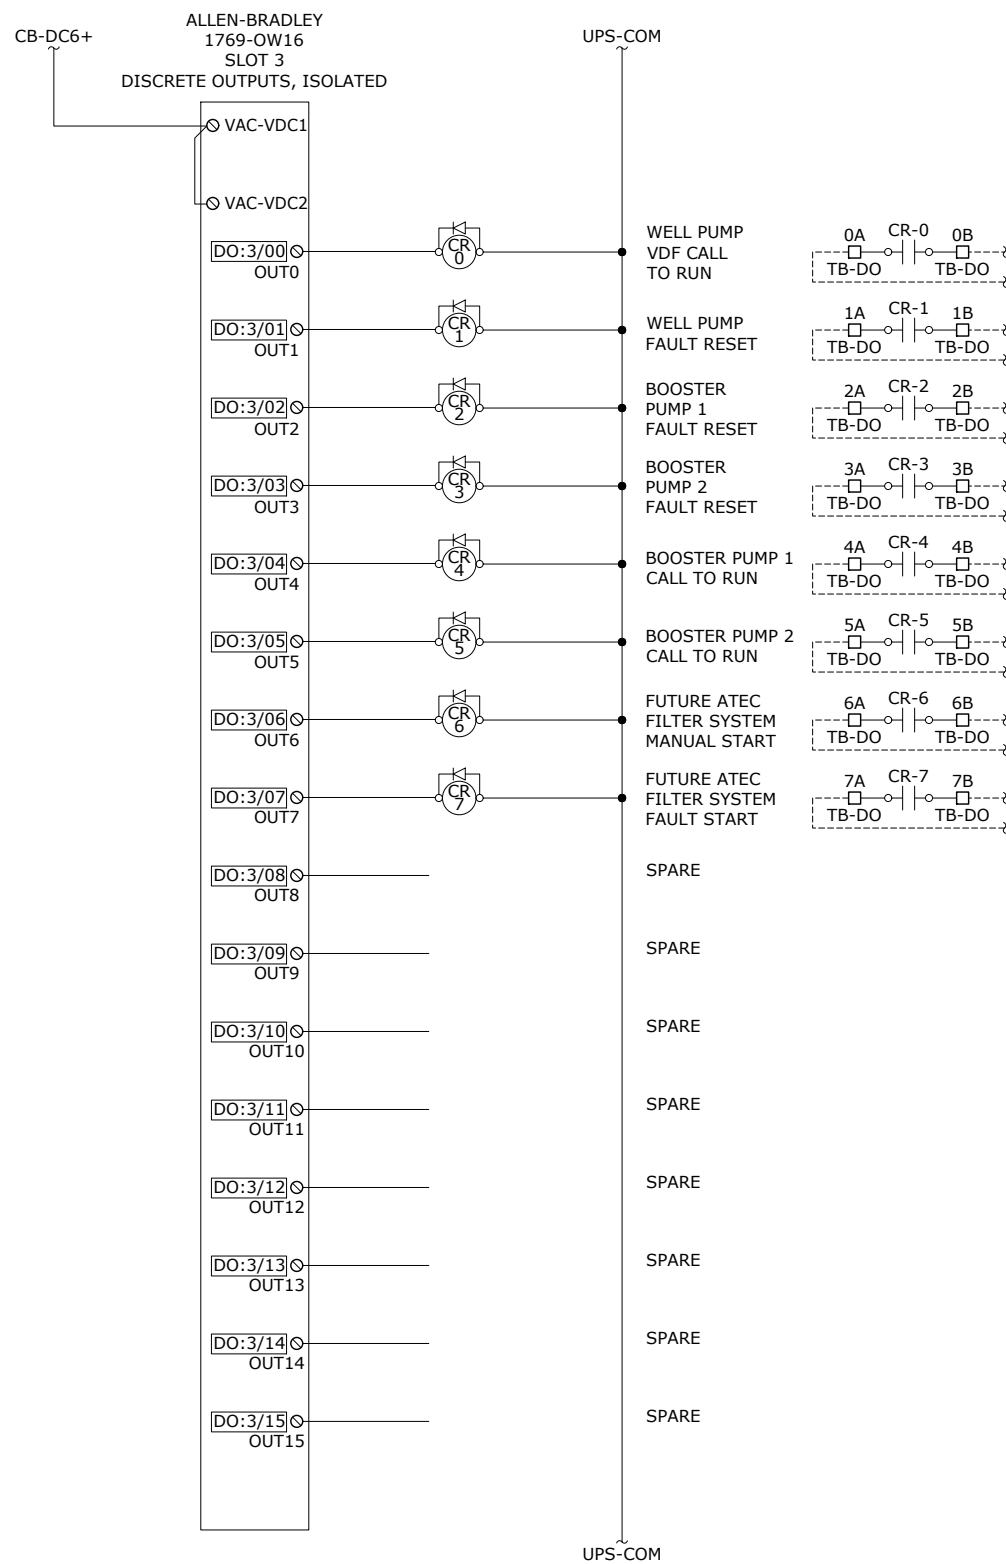 CB-DC6+
ALLEN-BRADLEY
1769-OW16
SLOT 3
DISCRETE OUTPUTS, ISOLATED
UPS-COM
VAC-VDC1
VAC-VDC2
DO:3/00
OUT0
CR
0
WELL PUMP
VDF CALL
TO RUN
0A
CR-0
0B
TB-DO
TB-DO
DO:3/01
OUT1
CR
1
WELL PUMP
FAULT RESET
1A
CR-1
1B
TB-DO
TB-DO
DO:3/02
OUT2
CR
2
BOOSTER
PUMP 1
FAULT RESET
2A
CR-2
2B
TB-DO
TB-DO
DO:3/03
OUT3
CR
3
BOOSTER
PUMP 2
FAULT RESET
3A
CR-3
3B
TB-DO
TB-DO
DO:3/04
OUT4
CR
4
BOOSTER PUMP 1
CALL TO RUN
4A
CR-4
4B
TB-DO
TB-DO
DO:3/05
OUT5
CR
5
BOOSTER PUMP 2
CALL TO RUN
5A
CR-5
5B
TB-DO
TB-DO
DO:3/06
OUT6
CR
6
FUTURE ATEC
FILTER SYSTEM
MANUAL START
6A
CR-6
6B
TB-DO
TB-DO
DO:3/07
OUT7
CR
7
FUTURE ATEC
FILTER SYSTEM
FAULT START
7A
CR-7
7B
TB-DO
TB-DO
DO:3/08
OUT8
SPARE
DO:3/09
OUT9
SPARE
DO:3/10
OUT10
SPARE
DO:3/11
OUT11
SPARE
DO:3/12
OUT12
SPARE
DO:3/13
OUT13
SPARE
DO:3/14
OUT14
SPARE
DO:3/15
OUT15
SPARE
UPS-COM